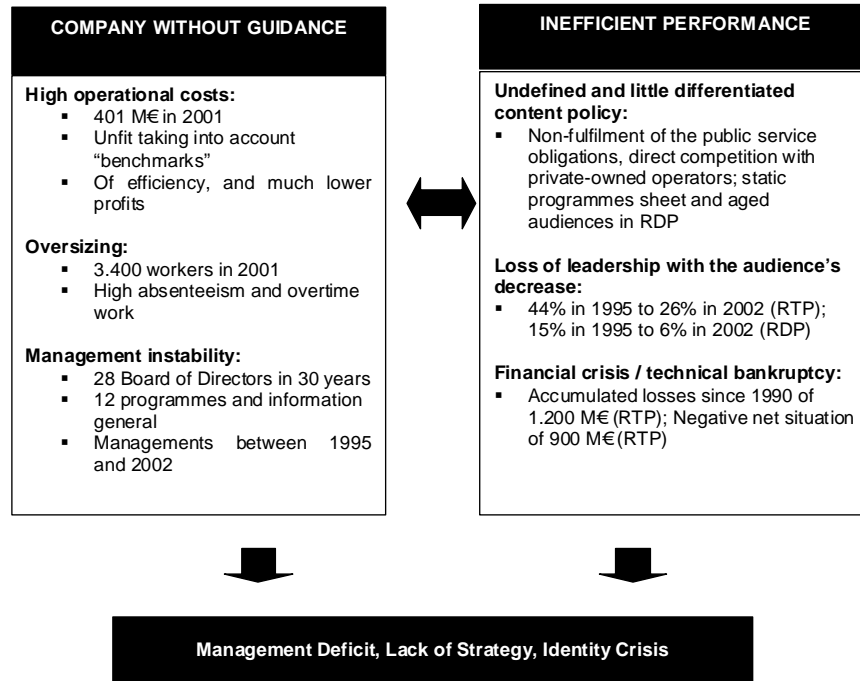 COMPANY WITHOUT GUIDANCE
High operational costs:
▪ 401 M€ in 2001
▪ Unfit taking into account
“benchmarks”
▪ Of efficiency, and much lower
profits
Oversizing:
▪ 3.400 workers in 2001
▪ High absenteeism and overtime
work
Management instability:
▪ 28 Board of Directors in 30 years
▪ 12 programmes and information
general
▪ Managements between 1995
and 2002
INEFFICIENT PERFORMANCE
Undefined and little differentiated
content policy:
▪ Non-fulfilment of the public service
obligations, direct competition with
private-owned operators; static
programmes sheet and aged
audiences in RDP
Loss of leadership with the audience’s
decrease:
▪ 44% in 1995 to 26% in 2002 (RTP);
15% in 1995 to 6% in 2002 (RDP)
Financial crisis / technical bankruptcy:
▪ Accumulated losses since 1990 of
1.200 M€ (RTP); Negative net situation
of 900 M€ (RTP)
Management Deficit, Lack of Strategy, Identity Crisis